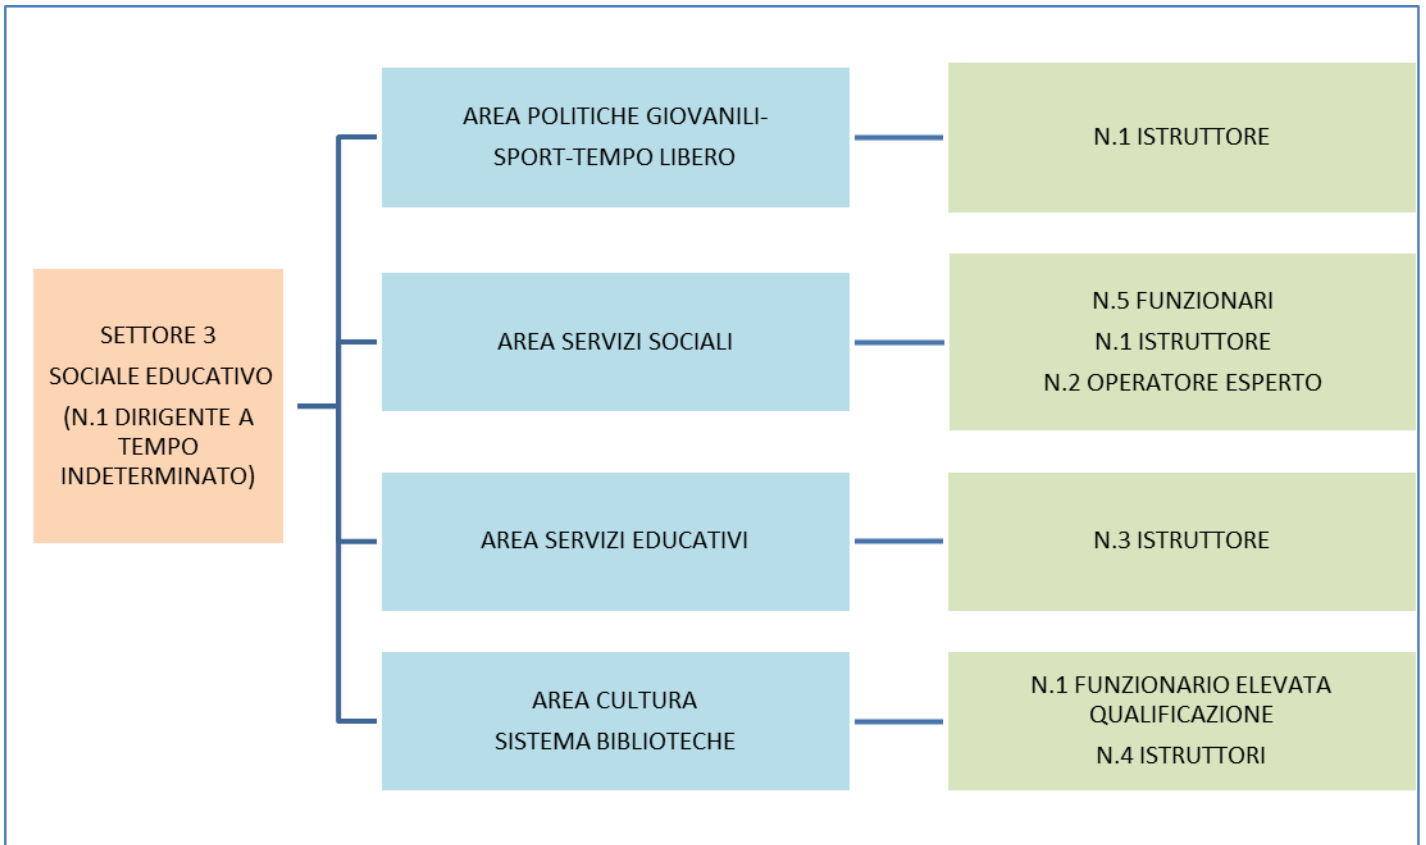 SETTORE 3
SOCIALE EDUCATIVO
(N.1 DIRIGENTE A
TEMPO
INDETERMINATO)
AREA POLITICHE GIOVANILI-
SPORT-TEMPO LIBERO
N.1 ISTRUTTORE
AREA SERVIZI SOCIALI
N.5 FUNZIONARI
N.1 ISTRUTTORE
N.2 OPERATORE ESPERTO
AREA SERVIZI EDUCATIVI
N.3 ISTRUTTORE
AREA CULTURA
SISTEMA BIBLIOTECHE
N.1 FUNZIONARIO ELEVATA
QUALIFICAZIONE
N.4 ISTRUTTORI